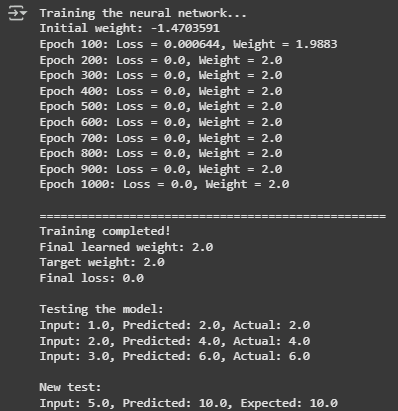 Training the neural network...
Initial weight: -1.4703591
Epoch 100: Loss = 0.000644, Weight = 1.9883
Epoch 200: Loss = 0.0, Weight = 2.0
Epoch 300: Loss = 0.0, Weight = 2.0
Epoch 400: Loss = 0.0, Weight = 2.0
Epoch 500: Loss = 0.0, Weight = 2.0
Epoch 600: Loss = 0.0, Weight = 2.0
Epoch 700: Loss = 0.0, Weight = 2.0
Epoch 800: Loss = 0.0, Weight = 2.0
Epoch 900: Loss = 0.0, Weight = 2.0
Epoch 1000: Loss = 0.0, Weight = 2.0
==================================================
Training completed!
Final learned weight: 2.0
Target weight: 2.0
Final loss: 0.0
Testing the model:
Input: 1.0, Predicted: 2.0, Actual: 2.0
Input: 2.0, Predicted: 4.0, Actual: 4.0
Input: 3.0, Predicted: 6.0, Actual: 6.0
New test:
Input: 5.0, Predicted: 10.0, Expected: 10.0